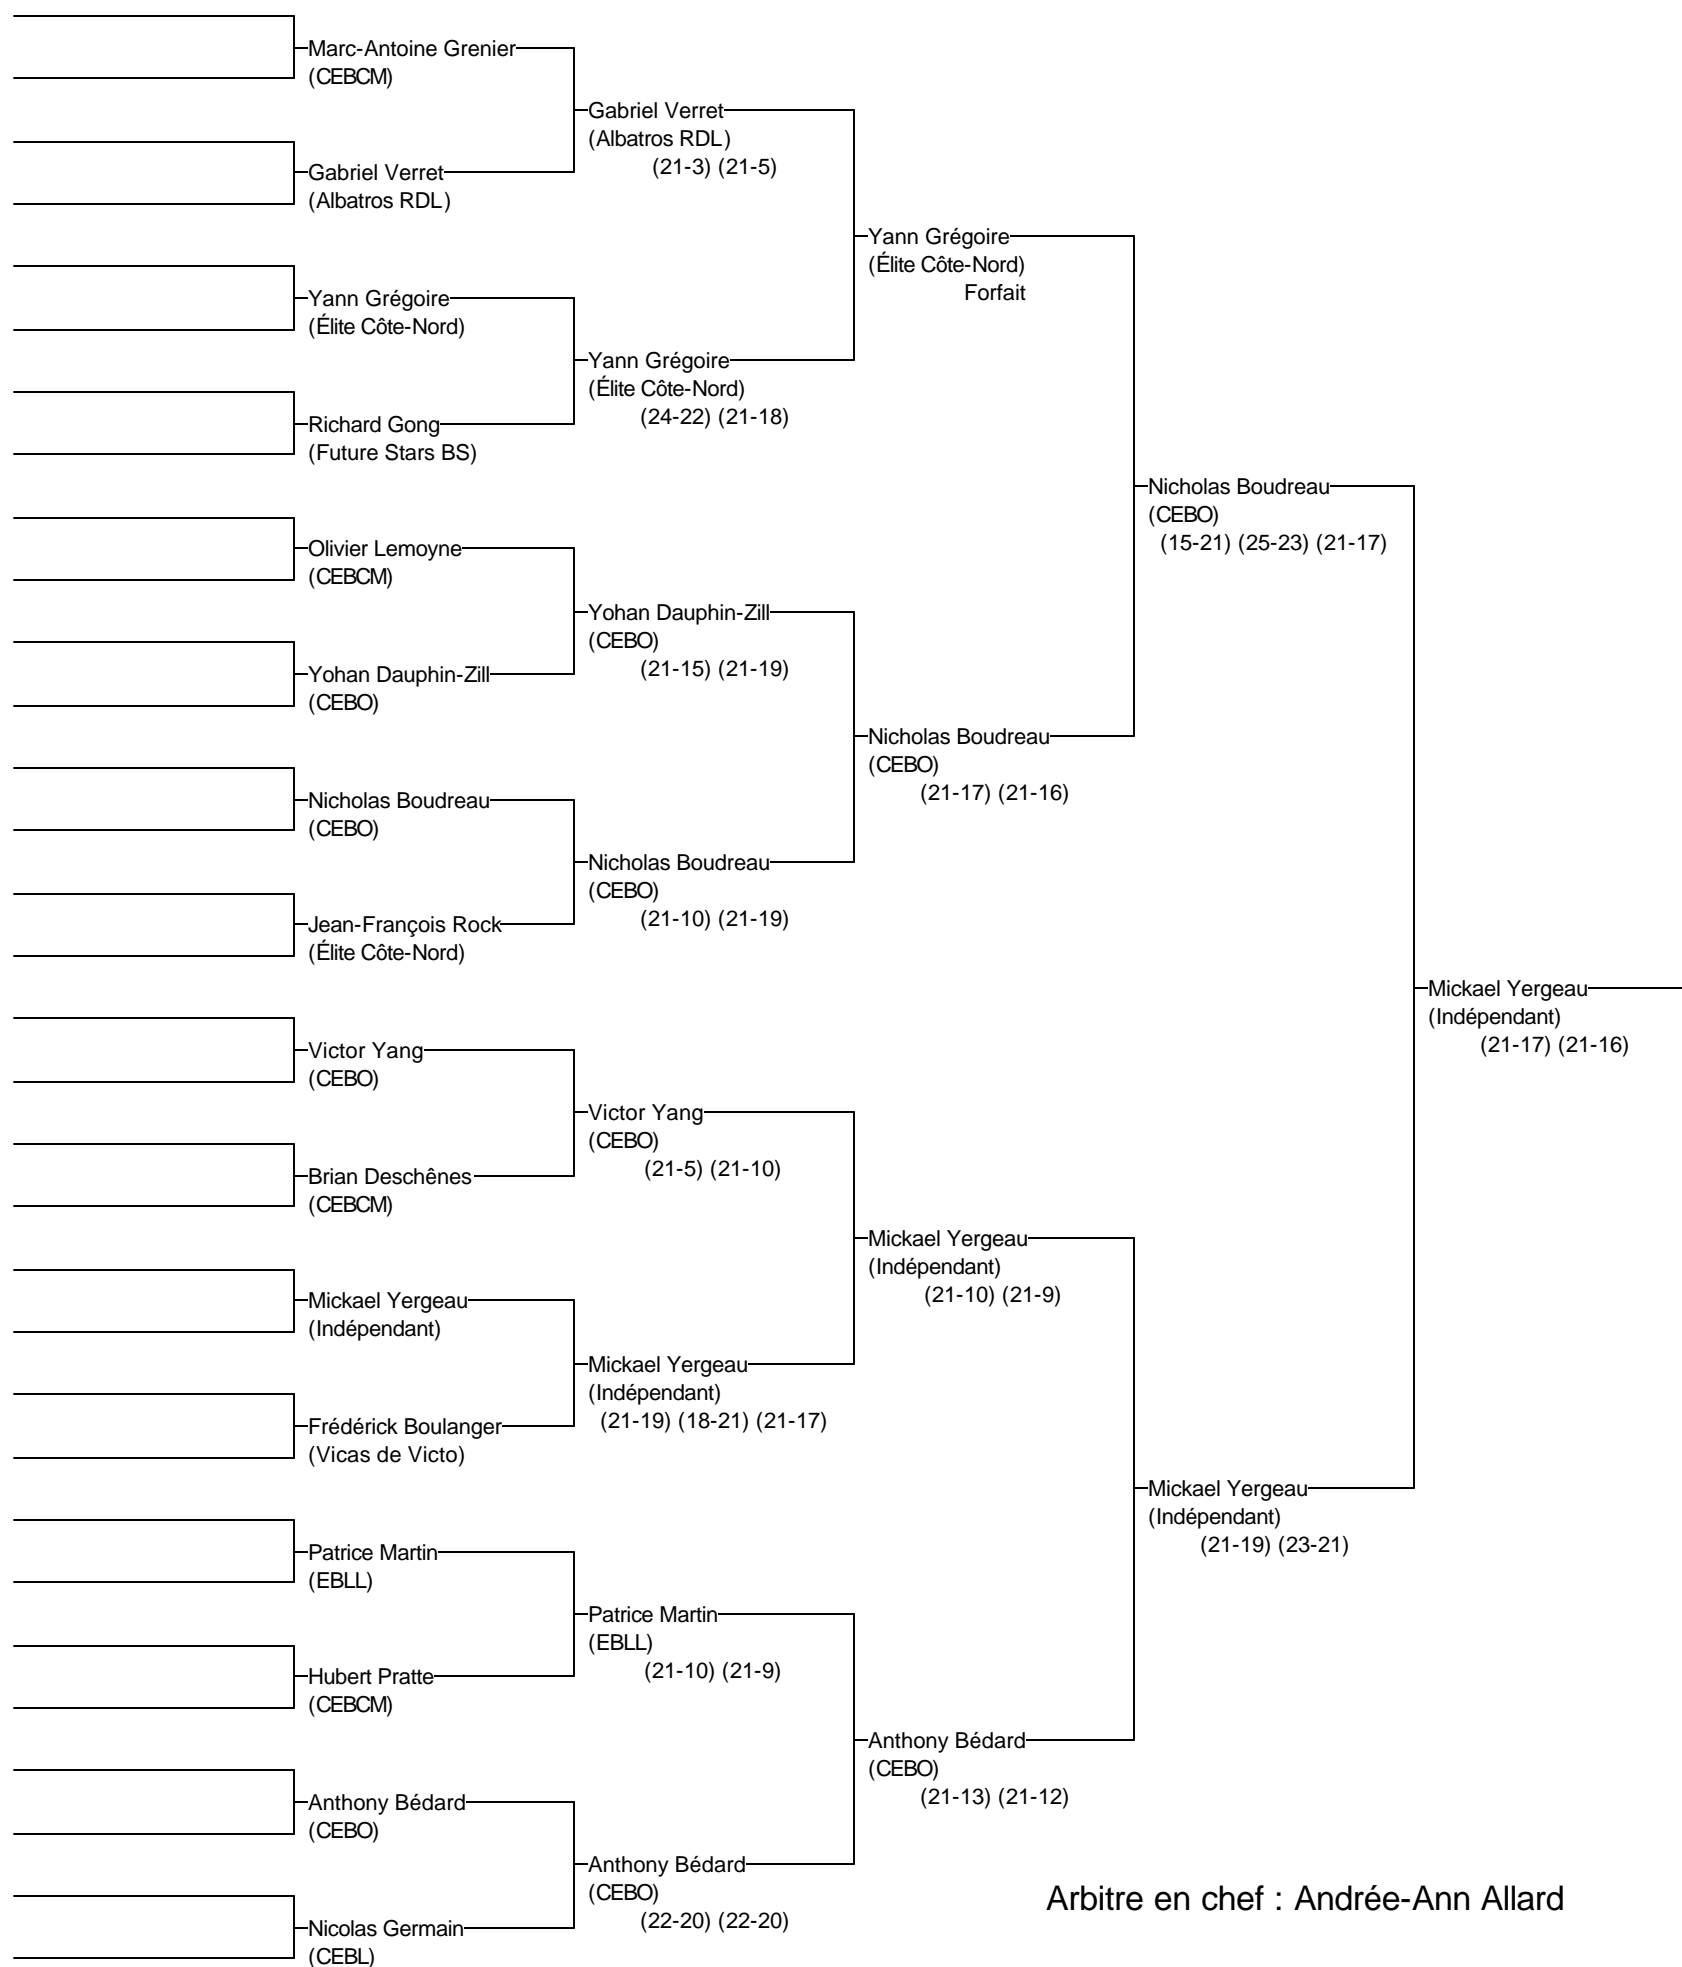 Marc-Antoine Grenier
(CEBCM)
Gabriel Verret
(Albatros RDL)
(21-3) (21-5)
Gabriel Verret
(Albatros RDL)
Yann Grégoire
(Élite Côte-Nord)
Forfait
Yann Grégoire
(Élite Côte-Nord)
Yann Grégoire
(Élite Côte-Nord)
(24-22) (21-18)
Richard Gong
(Future Stars BS)
Nicholas Boudreau
(CEBO)
(15-21) (25-23) (21-17)
Olivier Lemoyne
(CEBCM)
Yohan Dauphin-Zill
(CEBO)
(21-15) (21-19)
Yohan Dauphin-Zill
(CEBO)
Nicholas Boudreau
(CEBO)
(21-17) (21-16)
Nicholas Boudreau
(CEBO)
Nicholas Boudreau
(CEBO)
(21-10) (21-19)
Jean-François Rock
(Élite Côte-Nord)
Mickael Yergeau
(Indépendant)
(21-17) (21-16)
Victor Yang
(CEBO)
Victor Yang
(CEBO)
(21-5) (21-10)
Brian Deschênes
(CEBCM)
Mickael Yergeau
(Indépendant)
(21-10) (21-9)
Mickael Yergeau
(Indépendant)
Mickael Yergeau
(Indépendant)
(21-19) (18-21) (21-17)
Frédérick Boulanger
(Vicas de Victo)
Mickael Yergeau
(Indépendant)
(21-19) (23-21)
Patrice Martin
(EBLL)
Patrice Martin
(EBLL)
(21-10) (21-9)
Hubert Pratte
(CEBCM)
Anthony Bédard
(CEBO)
(21-13) (21-12)
Anthony Bédard
(CEBO)
Anthony Bédard
(CEBO)
(22-20) (22-20)
Nicolas Germain
(CEBL)
Arbitre en chef : Andrée-Ann Allard